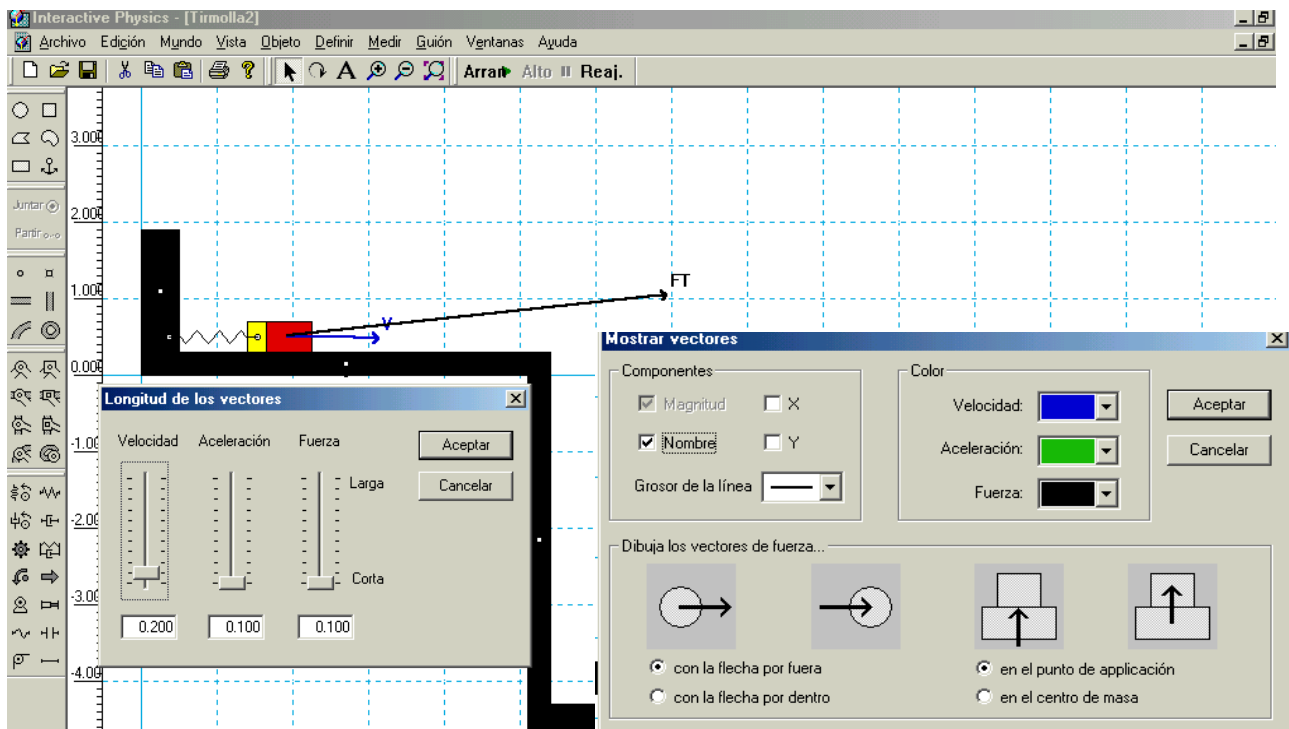 Interactive Physics - [Tirmolla2]
Archivo Edición Mundo Vista Objeto Definir Medir Guión Ventanas Ayuda
A Arran Alto Reaj.
3.000
Juntar
2.000
Partir
1.000
FT
V
0.000
-1.00
-2.00
-3.00
-4.00
Longitud de los vectores
Velocidad Aceleración Fuerza
Aceptar
Larga
Cancelar
Corta
0.200 0.100 0.100
Mostrar vectores
Componentes
Magnitud X
Nombre Y
Grosor de la línea
Color
Velocidad:
Aceleración:
Fuerza:
Aceptar
Cancelar
Dibuja los vectores de fuerza...
con la flecha por fuera
con la flecha por dentro
en el punto de applicación
en el centro de masa